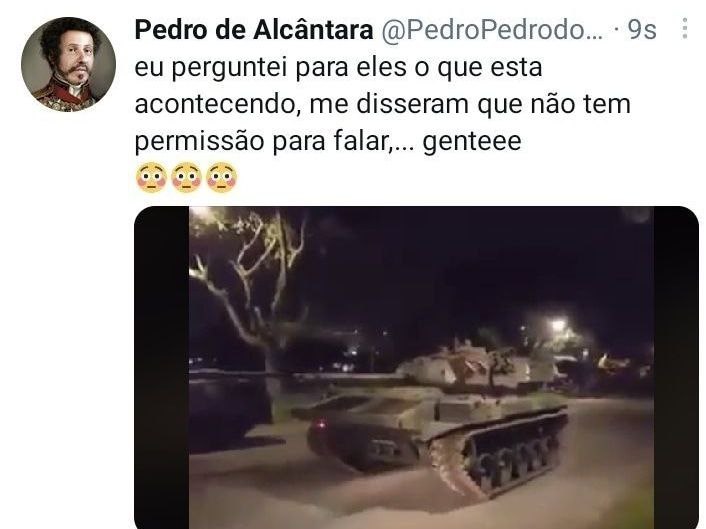 Pedro de Alcântara @PedroPedrodo... · 9s
eu perguntei para eles o que esta
acontecendo, me disseram que não tem
permissão para falar,... genteee
😳😳😳